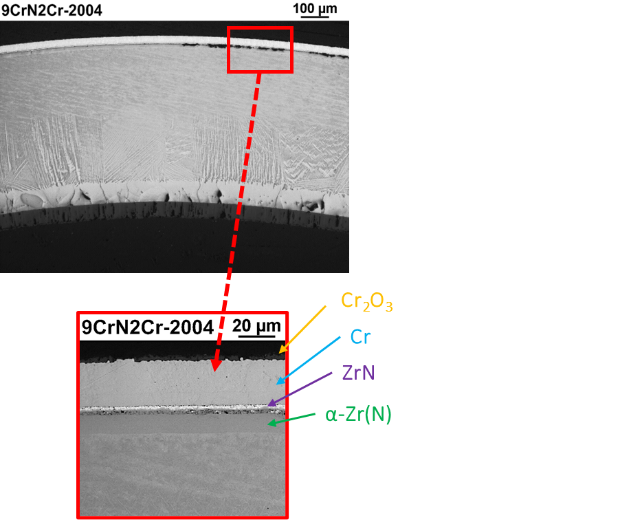 9CrN2Cr-2004 100 µm
9CrN2Cr-2004 20 µm
Cr₂O₃
Cr
ZrN
α-Zr(N)